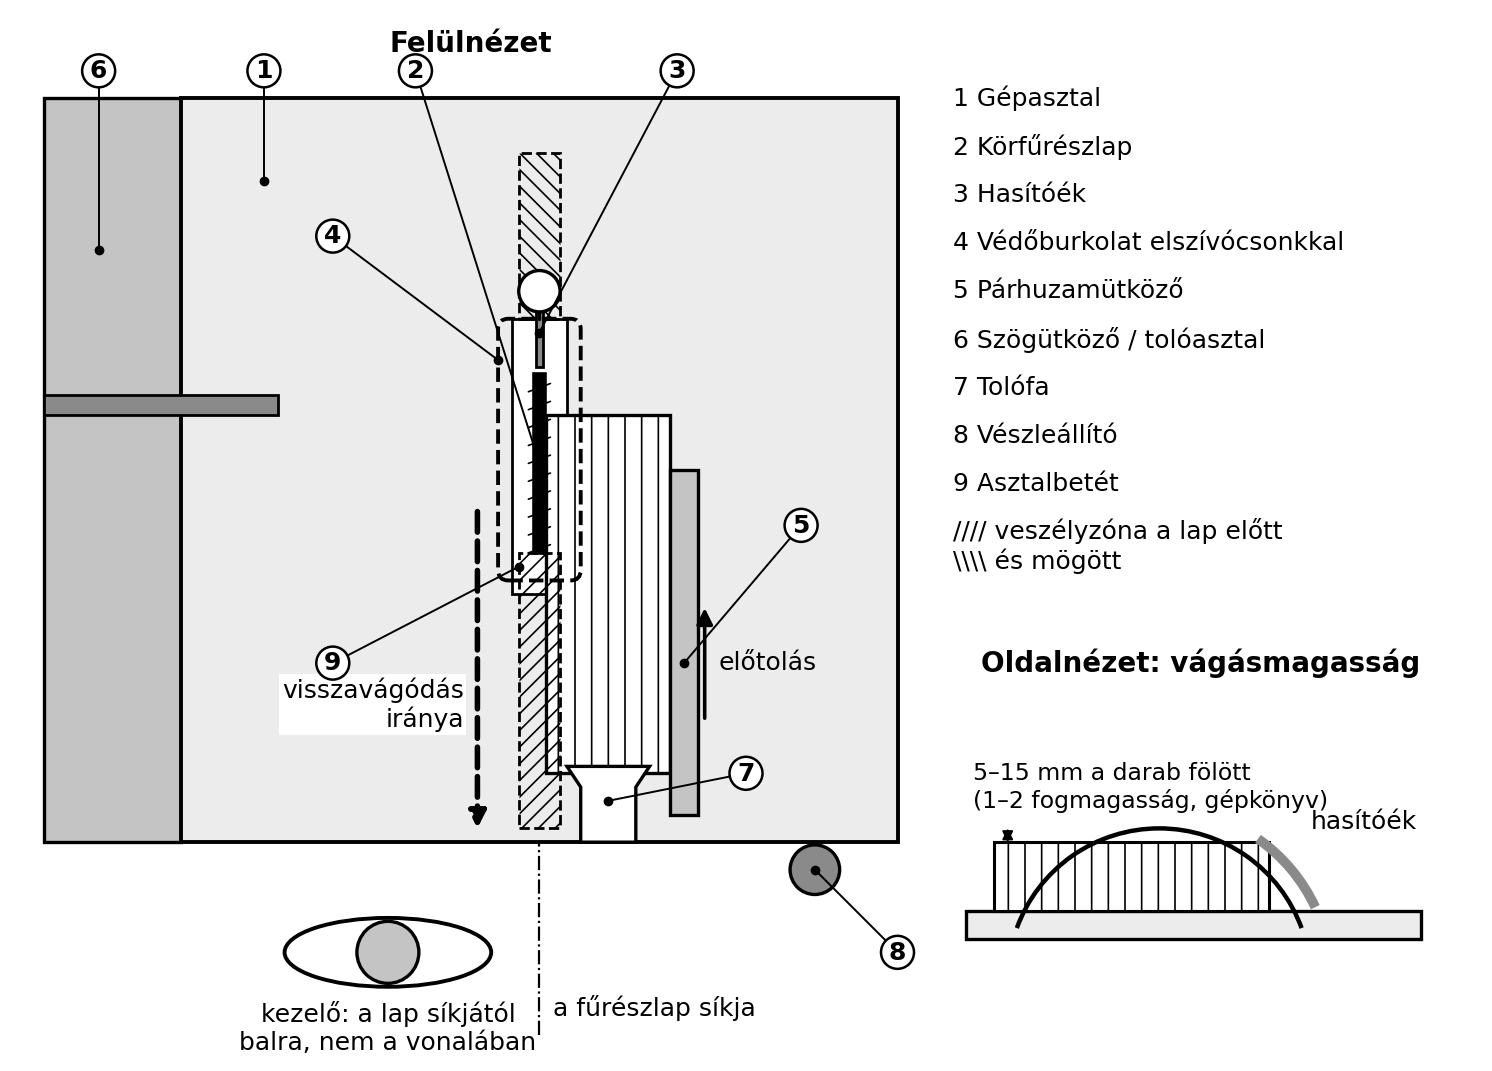 Felülnézet
6
1
2
3
4
5
9
7
8
visszavágódás
iránya
előtolás
kezelő: a lap síkjától
balra, nem a vonalában
a fűrészlap síkja
1 Gépasztal
2 Körfűrészlap
3 Hasítóék
4 Védőburkolat elszívócsonkkal
5 Párhuzamütköző
6 Szögütköző / tolóasztal
7 Tolófa
8 Vészleállító
9 Asztalbetét
//// veszélyzóna a lap előtt
\\\\ és mögött
Oldalnézet: vágásmagasság
5–15 mm a darab fölött
(1–2 fogmagasság, gépkönyv)
hasítóék